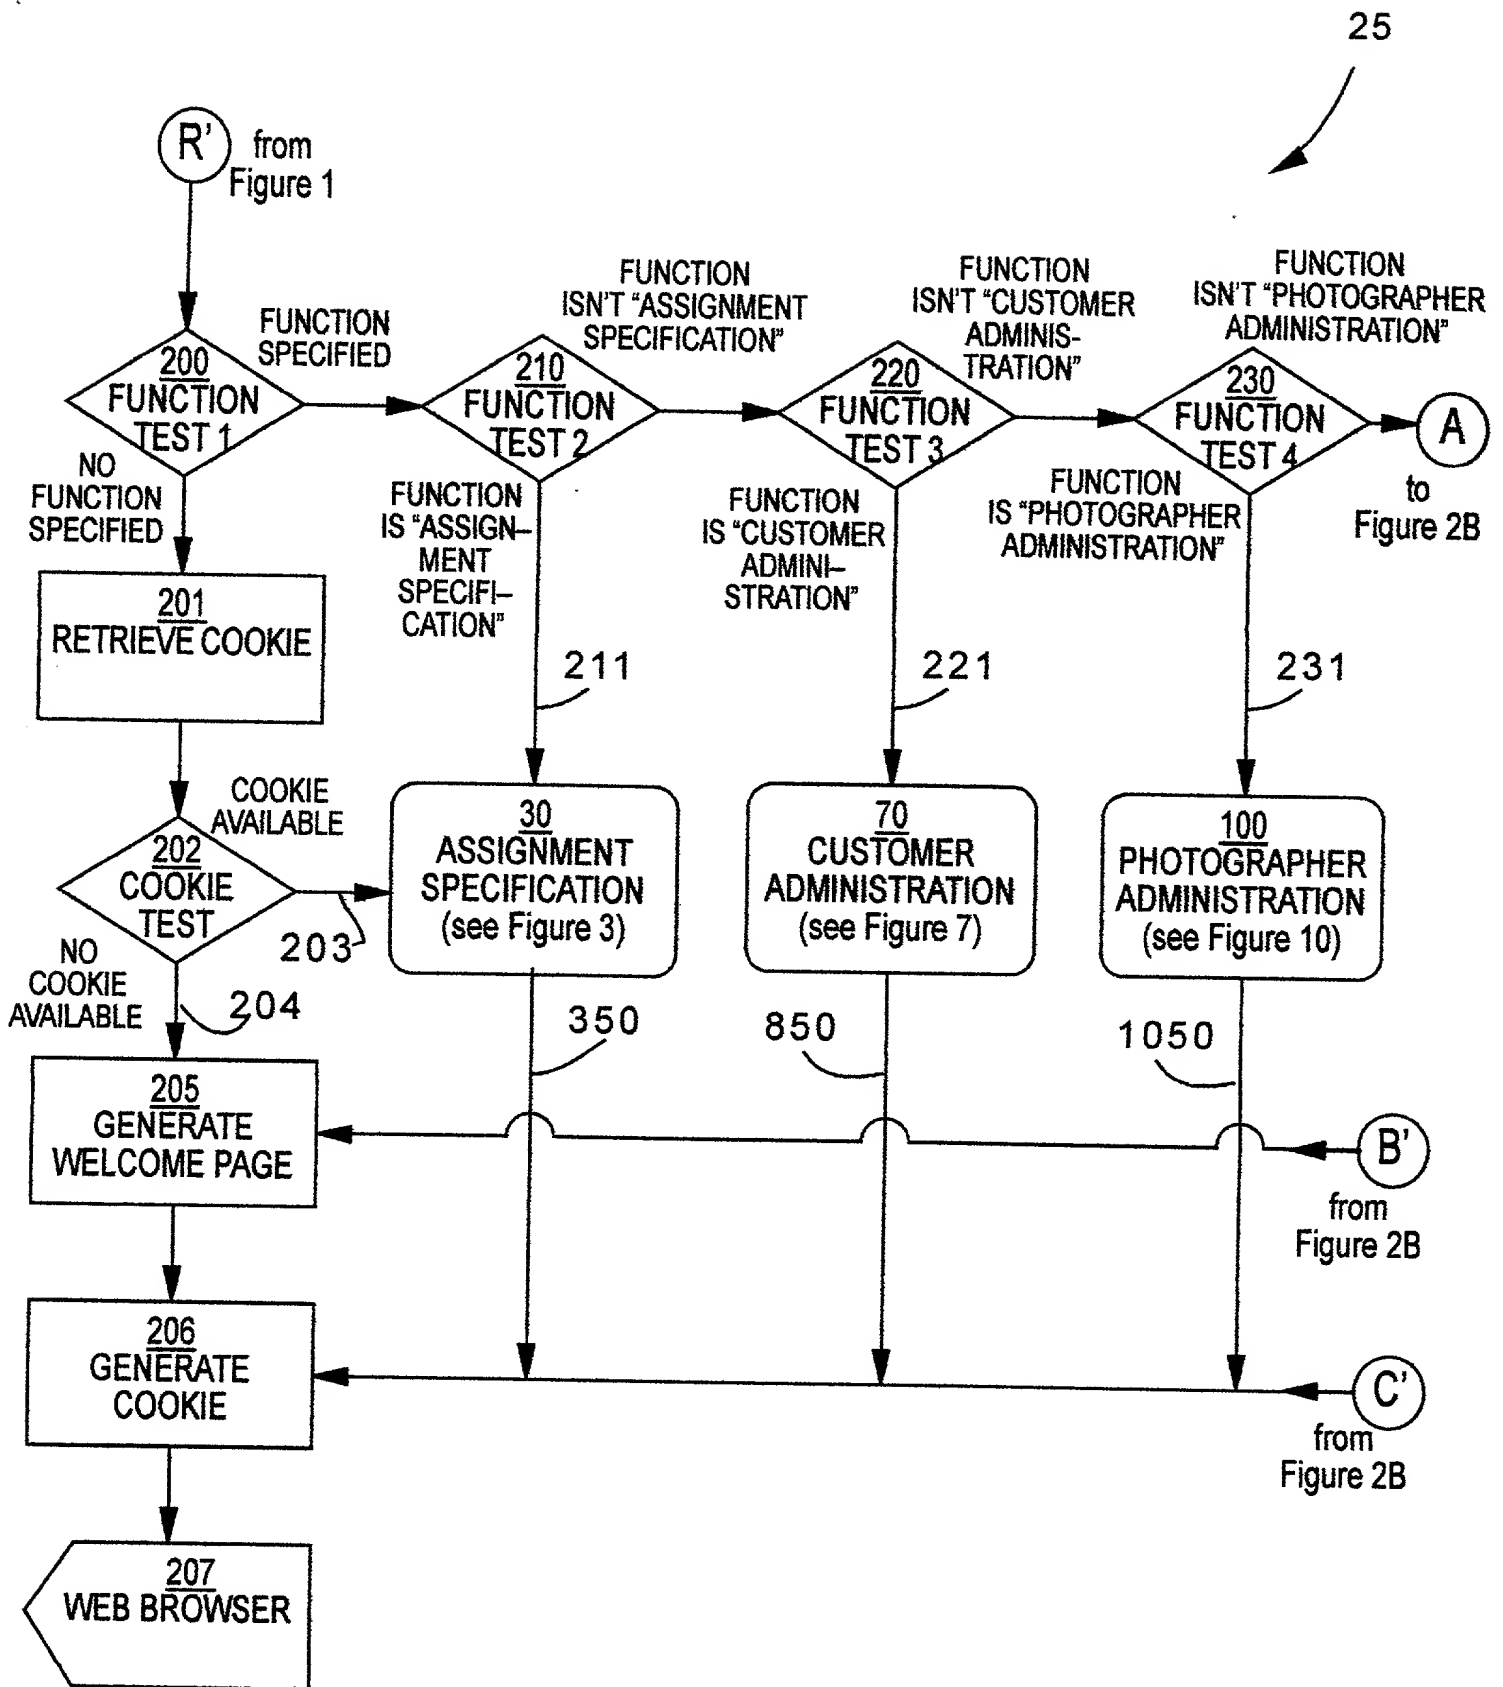 25
R'
from
Figure 1
FUNCTION
SPECIFIED
FUNCTION
ISN'T "ASSIGNMENT
SPECIFICATION"
FUNCTION
ISN'T "CUSTOMER
ADMINIS-
TRATION"
FUNCTION
ISN'T "PHOTOGRAPHER
ADMINISTRATION"
200
FUNCTION
TEST 1
210
FUNCTION
TEST 2
220
FUNCTION
TEST 3
230
FUNCTION
TEST 4
A
to
Figure 2B
NO
FUNCTION
SPECIFIED
FUNCTION
IS "ASSIGN-
MENT
SPECIFI-
CATION"
FUNCTION
IS "CUSTOMER
ADMINI-
STRATION"
FUNCTION
IS "PHOTOGRAPHER
ADMINISTRATION"
201
RETRIEVE COOKIE
211
221
231
COOKIE
AVAILABLE
202
COOKIE
TEST
203
30
ASSIGNMENT
SPECIFICATION
(see Figure 3)
70
CUSTOMER
ADMINISTRATION
(see Figure 7)
100
PHOTOGRAPHER
ADMINISTRATION
(see Figure 10)
NO
COOKIE
AVAILABLE
204
350
850
1050
205
GENERATE
WELCOME PAGE
B'
from
Figure 2B
206
GENERATE
COOKIE
C'
from
Figure 2B
207
WEB BROWSER